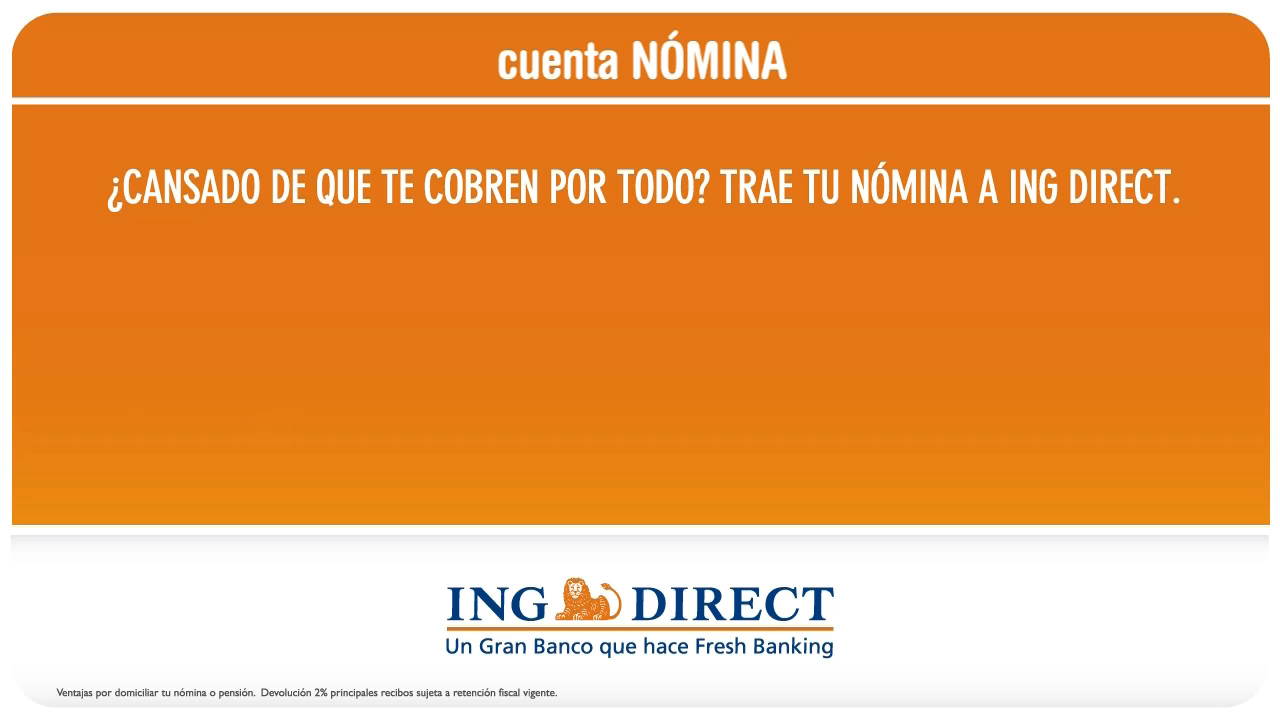 cuenta NÓMINA
¿CANSADO DE QUE TE COBREN POR TODO? TRAE TU NÓMINA A ING DIRECT.
ING DIRECT
Un Gran Banco que hace Fresh Banking
Ventajas por domiciliar tu nómina o pensión. Devolución 2% principales recibos sujeta a retención fiscal vigente.